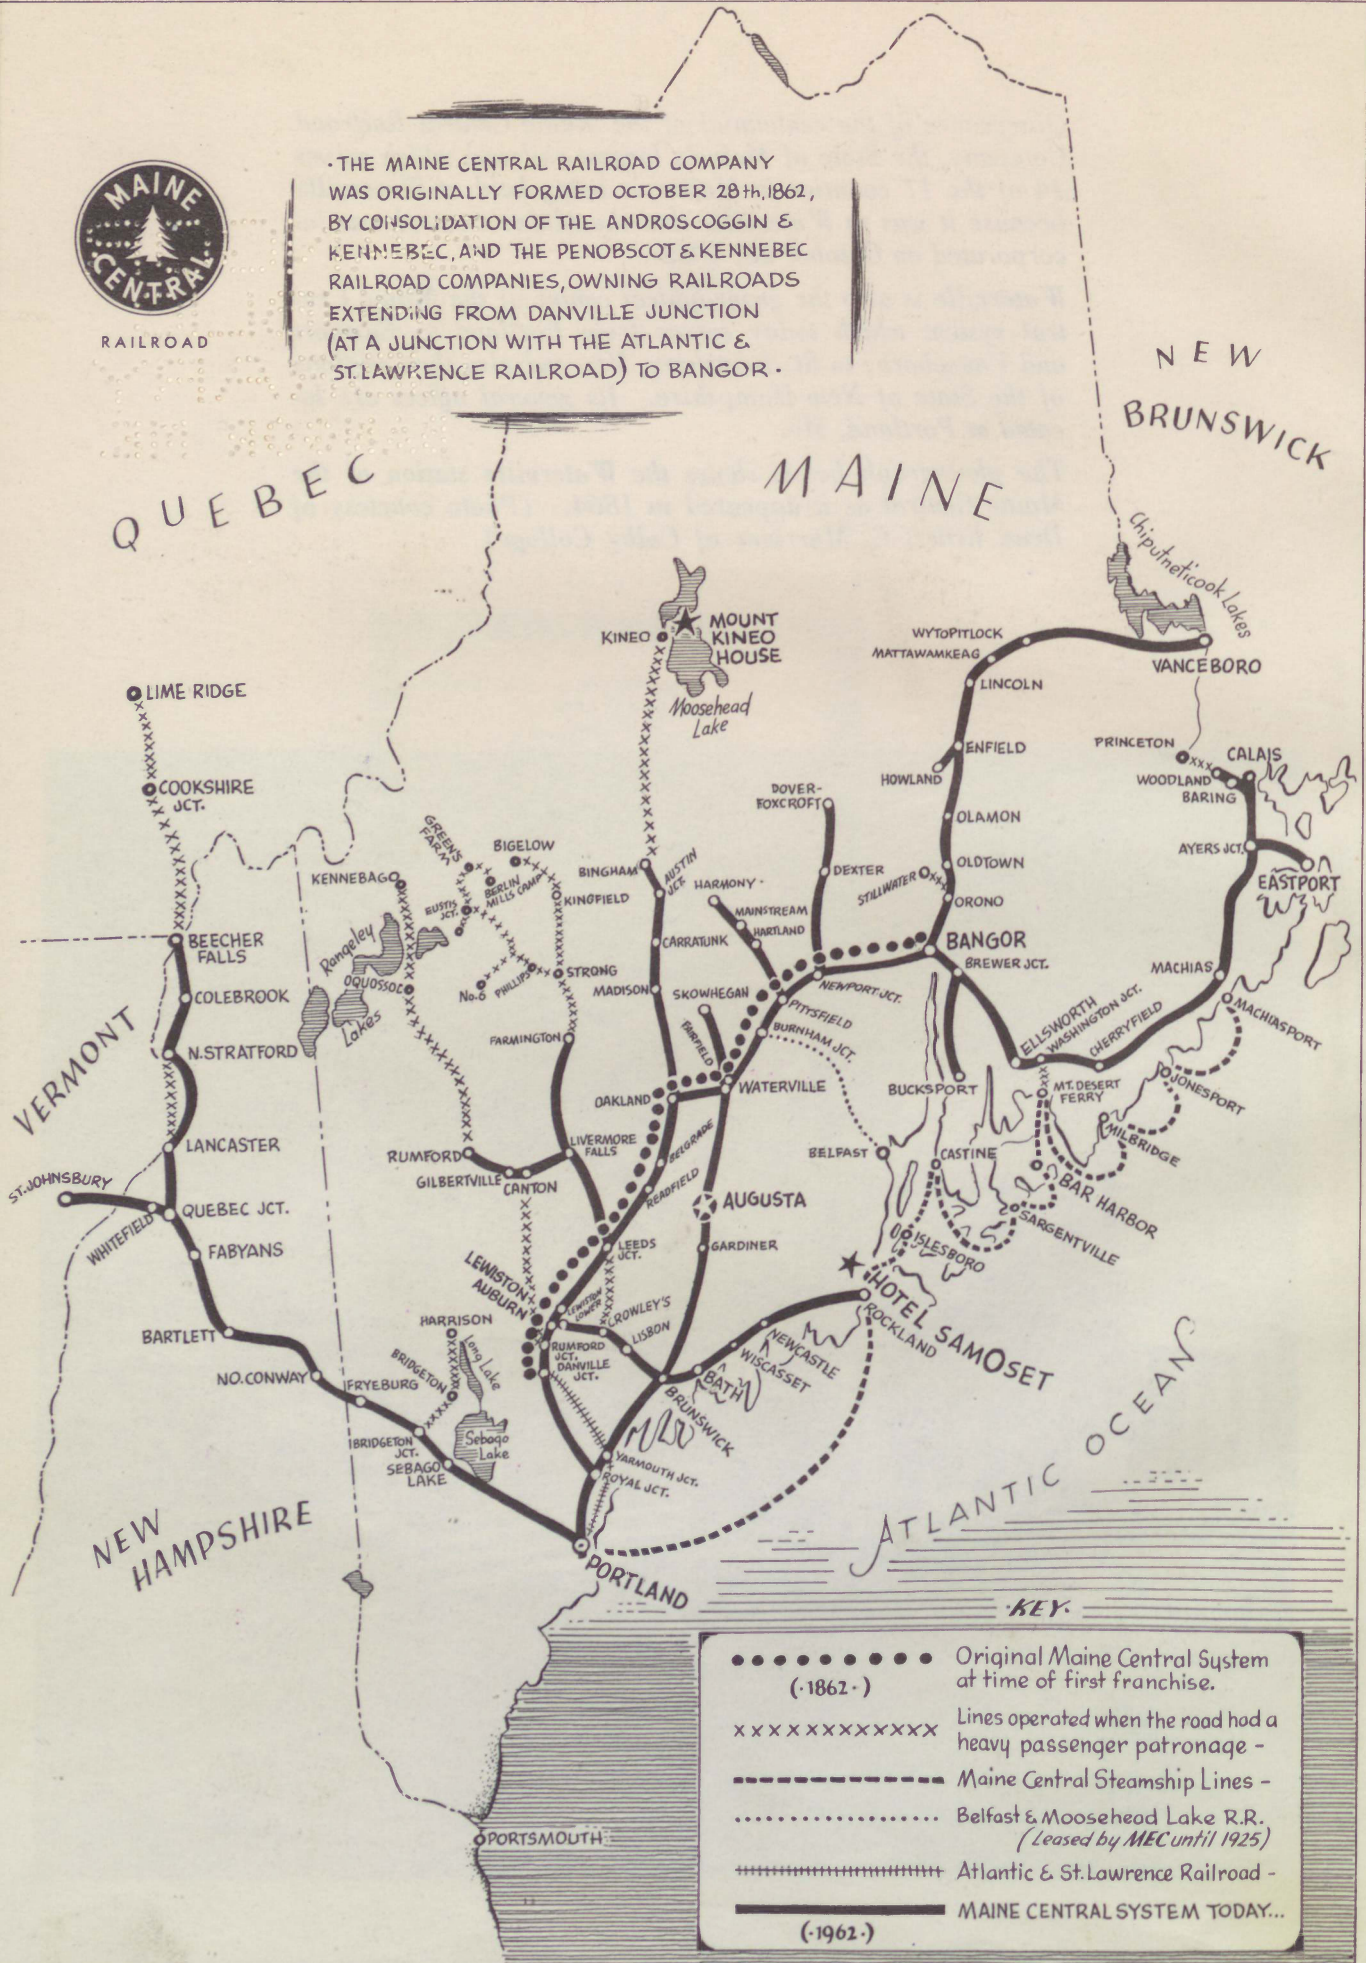 MAINE
CENTRAL
RAILROAD
·THE MAINE CENTRAL RAILROAD COMPANY
WAS ORIGINALLY FORMED OCTOBER 28th, 1862,
BY CONSOLIDATION OF THE ANDROSCOGGIN &
KENNEBEC, AND THE PENOBSCOT & KENNEBEC
RAILROAD COMPANIES, OWNING RAILROADS
EXTENDING FROM DANVILLE JUNCTION
(AT A JUNCTION WITH THE ATLANTIC &
ST. LAWRENCE RAILROAD) TO BANGOR·
NEW
BRUNSWICK
QUEBEC
MAINE
Chiputneticook Lakes
KINEO
MOUNT
KINEO
HOUSE
Moosehead
Lake
WYTOPITLOCK
MATTAWAMKEAG
VANCEBORO
LINCOLN
LIME RIDGE
COOKSHIRE
JCT.
ENFIELD
HOWLAND
PRINCETON
CALAIS
WOODLAND
BARING
DOVER-
FOXCROFT
OLAMON
AYERS JCT.
EASTPORT
GREEN'S
FARM
BIGELOW
BERLIN
MILLS CAMP
KENNEBAGO
EUSTIS
JCT.
KINGFIELD
BINGHAM
AUSTIN
JCT.
HARMONY·
MAINSTREAM
HARTLAND
DEXTER
STILLWATER
OLDTOWN
ORONO
BEECHER
FALLS
COLEBROOK
Rangeley
Lakes
OQUOSSOC
No.6
PHILLIPS
STRONG
CARRATUNK
MADISON
SKOWHEGAN
FAIRFIELD
BANGOR
BREWER JCT.
NEWPORT JCT.
PITTSFIELD
BURNHAM JCT.
MACHIAS
MACHIASPORT
ELLSWORTH
WASHINGTON JCT.
CHERRYFIELD
VERMONT
N. STRATFORD
FARMINGTON
OAKLAND
WATERVILLE
BUCKSPORT
MT. DESERT
FERRY
JONESPORT
MILBRIDGE
LANCASTER
RUMFORD
GILBERTVILLE
CANTON
LIVERMORE
FALLS
BELGRADE
READFIELD
BELFAST
CASTINE
BAR HARBOR
SARGENTVILLE
ISLESBORO
ST. JOHNSBURY
WHITEFIELD
QUEBEC JCT.
FABYANS
AUGUSTA
GARDINER
LEEDS
JCT.
LEWISTON
AUBURN
LEWISTON
LOWER
CROWLEY'S
LISBON
HOTEL SAMOSET
ROCKLAND
BARTLETT
HARRISON
BRIDGETON
Long Lake
RUMFORD
JCT.
DANVILLE
JCT.
NEWCASTLE
WISCASSET
BATH
BRUNSWICK
NO. CONWAY
FRYEBURG
BRIDGETON
JCT.
SEBAGO
LAKE
Sebago
Lake
YARMOUTH JCT.
ROYAL JCT.
NEW
HAMPSHIRE
PORTLAND
ATLANTIC OCEAN
PORTSMOUTH
·KEY·
Original Maine Central System
at time of first franchise.
(·1862·)
Lines operated when the road had a
heavy passenger patronage -
Maine Central Steamship Lines -
Belfast & Moosehead Lake R.R.
(Leased by MEC until 1925)
Atlantic & St. Lawrence Railroad -
MAINE CENTRAL SYSTEM TODAY...
(·1962·)